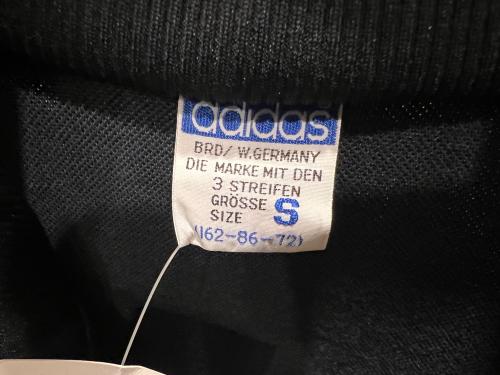 adidas
BRD/W.GERMANY
DIE MARKE MIT DEN
3 STREIFEN
GRÖSSE S
SIZE
(162-86-72)